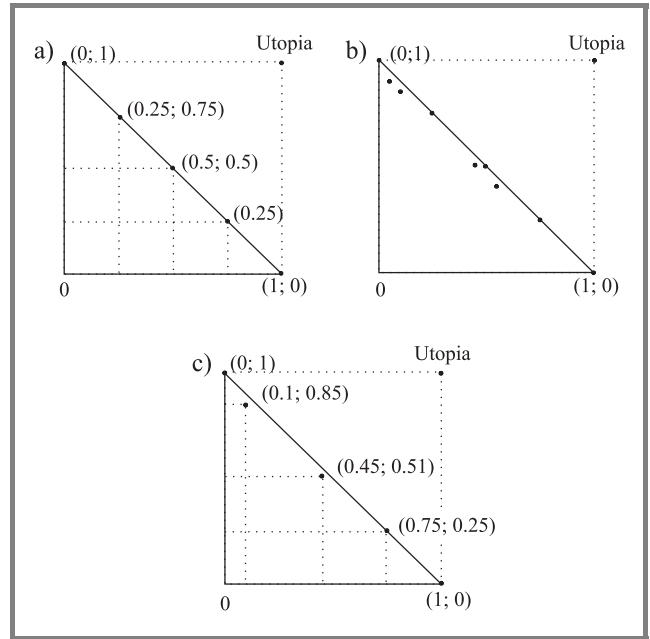 a)
(0; 1)
Utopia
(0.25; 0.75)
(0.5; 0.5)
(0.25)
0
(1; 0)
b)
(0;1)
Utopia
0
(1; 0)
c)
(0; 1)
Utopia
(0.1; 0.85)
(0.45; 0.51)
(0.75; 0.25)
0
(1; 0)